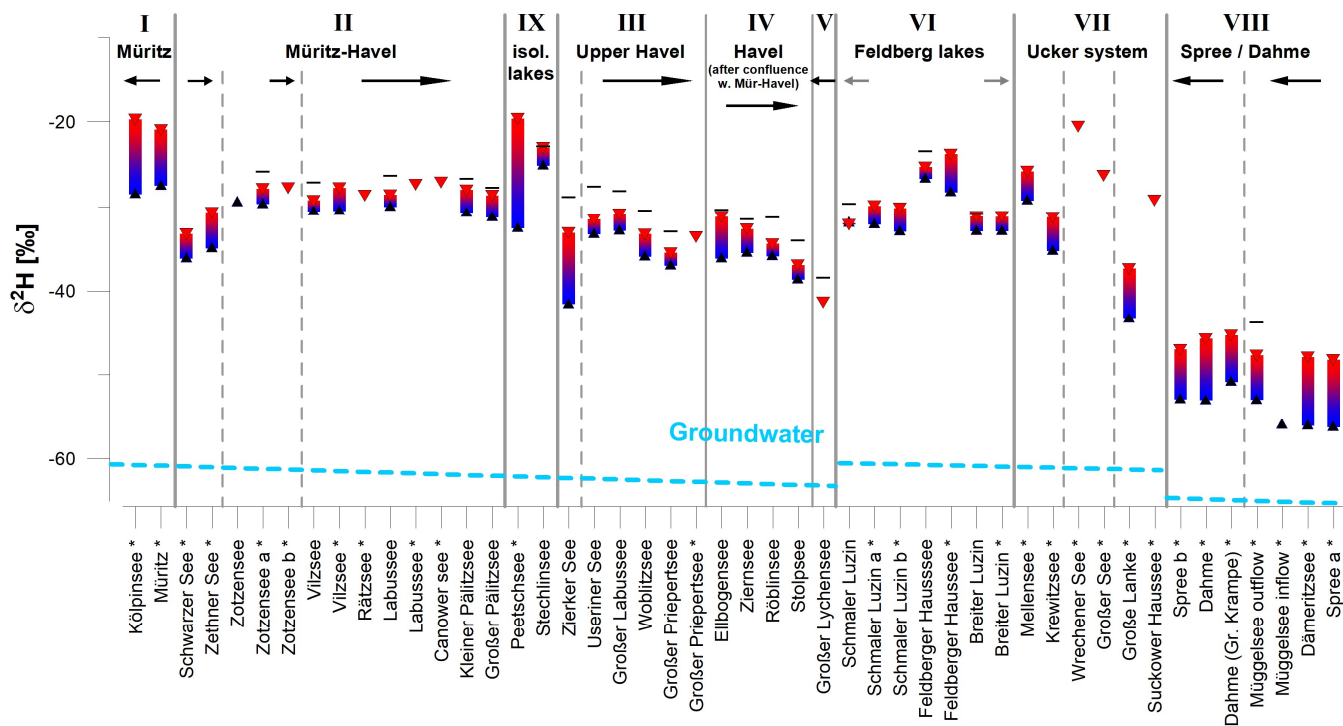 I II IX III IV V VI VII VIII
Müritz Müritz-Havel isol. Upper Havel Havel Feldberg lakes Ucker system Spree / Dahme
lakes (after confluence
w. Mür-Havel)
δ²H [‰]
-20
-40
-60
Groundwater
Kölpinsee *
Müritz *
Schwarzer See *
Zethner See *
Zotzensee
Zotzensee a *
Zotzensee b *
Vilzsee
Vilzsee *
Rätzsee *
Labussee
Labussee *
Canower see *
Kleiner Pälitzsee
Großer Pälitzsee
Peetschsee *
Stechlinsee
Zierker See
Useriner See
Großer Labussee
Woblitzsee
Großer Priepertsee
Großer Priepertsee *
Ellbogensee
Ziernsee
Röblinsee
Stolpsee
Großer Lychensee
Schmaler Luzin
Schmaler Luzin a *
Schmaler Luzin b *
Feldberger Haussee
Feldberger Haussee *
Breiter Luzin
Breiter Luzin *
Mellensee *
Krewitzsee *
Wrechener See *
Großer See *
Große Lanke *
Suckower Haussee *
Spree b *
Dahme *
Dahme (Gr. Krampe) *
Müggelsee outflow *
Müggelsee inflow *
Dämeritzsee *
Spree a *